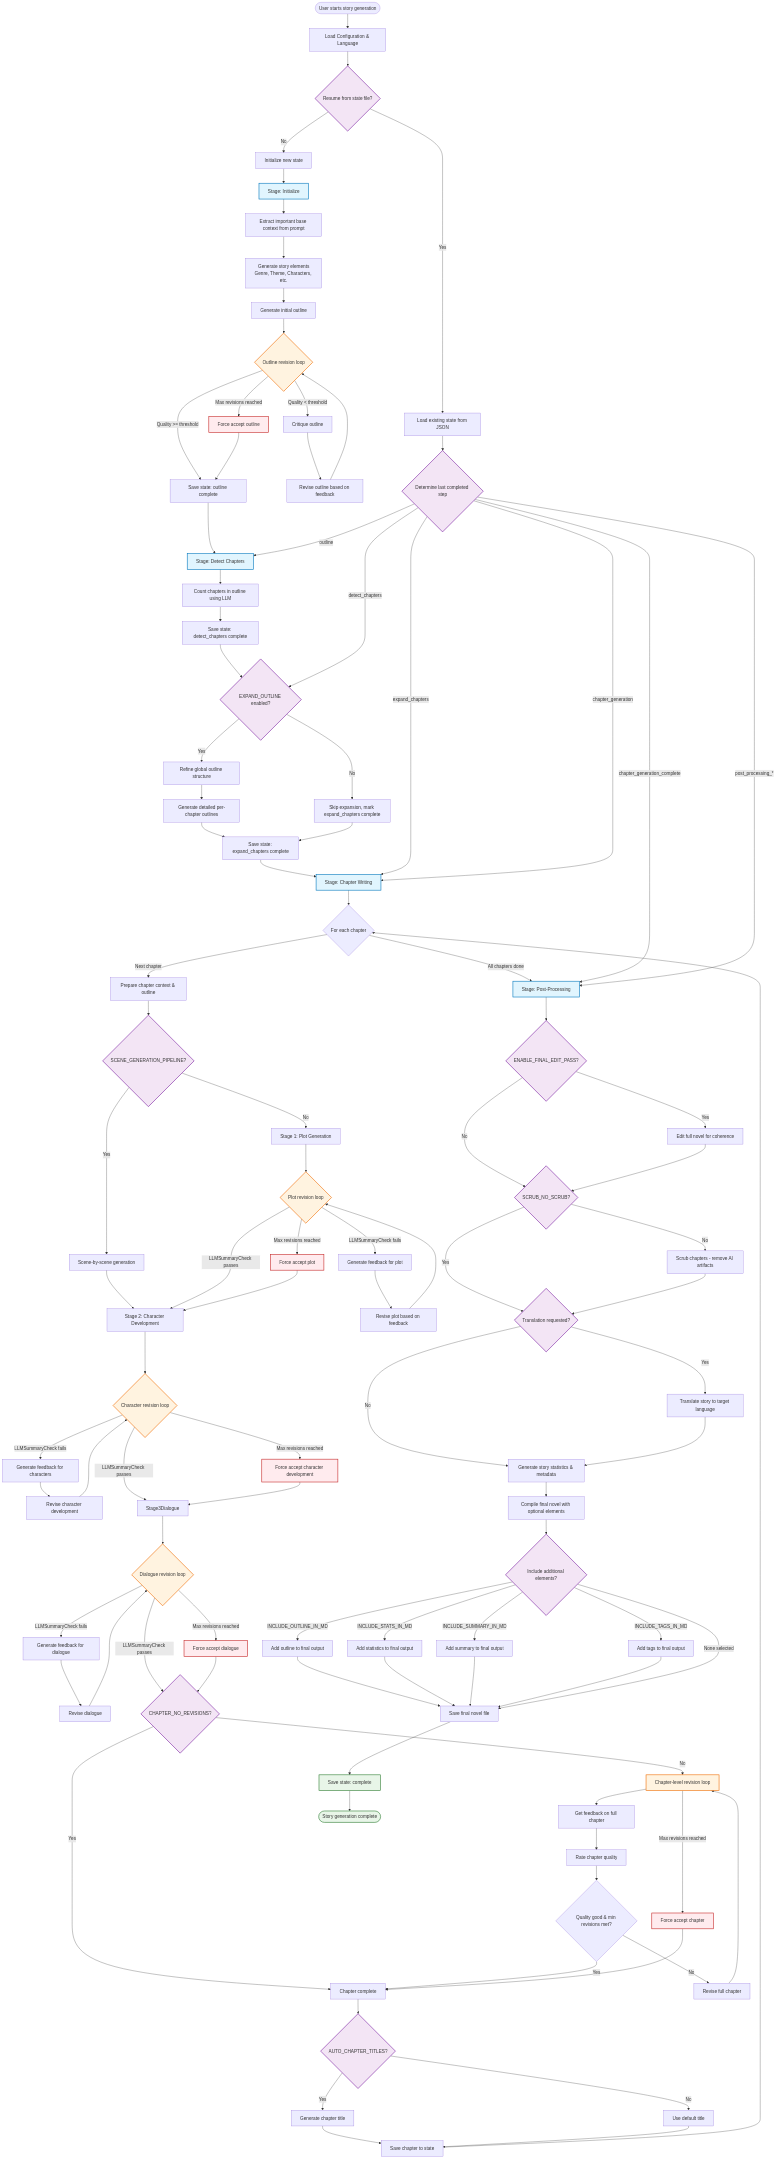 User starts story generation
Load Configuration &
Language
Resume from state file?
No
Yes
Initialize new state
Stage: Initialize
Extract important base
context from prompt
Generate story elements
Genre, Theme, Characters,
etc.
Generate initial outline
Outline revision loop
Quality >= threshold
Max revisions reached
Quality < threshold
Force accept outline
Critique outline
Load existing state from
JSON
Save state: outline
complete
Revise outline based on
feedback
Determine last completed
step
outline
Stage: Detect Chapters
Count chapters in outline
using LLM
detect_chapters
Save state:
detect_chapters complete
EXPAND_OUTLINE
enabled?
expand_chapters
chapter_generation
chapter_generation_complete
post_processing_*
Yes
No
Refine global outline
structure
Generate detailed per-
chapter outlines
Skip expansion, mark
expand_chapters complete
Save state:
expand_chapters complete
Stage: Chapter Writing
For each chapter
Next chapter
All chapters done
Prepare chapter context &
outline
Stage: Post-Processing
SCENE_GENERATION_PIPELINE?
ENABLE_FINAL_EDIT_PASS?
No
Yes
Yes
No
Stage 1: Plot Generation
Edit full novel for coherence
Plot revision loop
SCRUB_NO_SCRUB?
LLMSummaryCheck
passes
Max revisions reached
LLMSummaryCheck fails
Yes
No
Scene-by-scene generation
Force accept plot
Generate feedback for plot
Scrub chapters - remove AI
artifacts
Stage 2: Character
Development
Revise plot based on
feedback
Translation requested?
No
Yes
Character revision loop
Translate story to target
language
LLMSummaryCheck fails
LLMSummaryCheck
passes
Max revisions reached
Generate feedback for
characters
Force accept character
development
Generate story statistics &
metadata
Revise character
development
Stage3Dialogue
Compile final novel with
optional elements
Dialogue revision loop
Include additional
elements?
LLMSummaryCheck fails
LLMSummaryCheck
passes
Max revisions reached
INCLUDE_OUTLINE_IN_MD
INCLUDE_STATS_IN_MD
INCLUDE_SUMMARY_IN_MD
INCLUDE_TAGS_IN_MD
None selected
Generate feedback for
dialogue
Force accept dialogue
Add outline to final output
Add statistics to final output
Add summary to final output
Add tags to final output
Revise dialogue
CHAPTER_NO_REVISIONS?
Save final novel file
No
Yes
Save state: complete
Chapter-level revision loop
Story generation complete
Get feedback on full
chapter
Max revisions reached
Rate chapter quality
Quality good & min
revisions met?
Force accept chapter
Yes
No
Chapter complete
Revise full chapter
AUTO_CHAPTER_TITLES?
Yes
No
Generate chapter title
Use default title
Save chapter to state